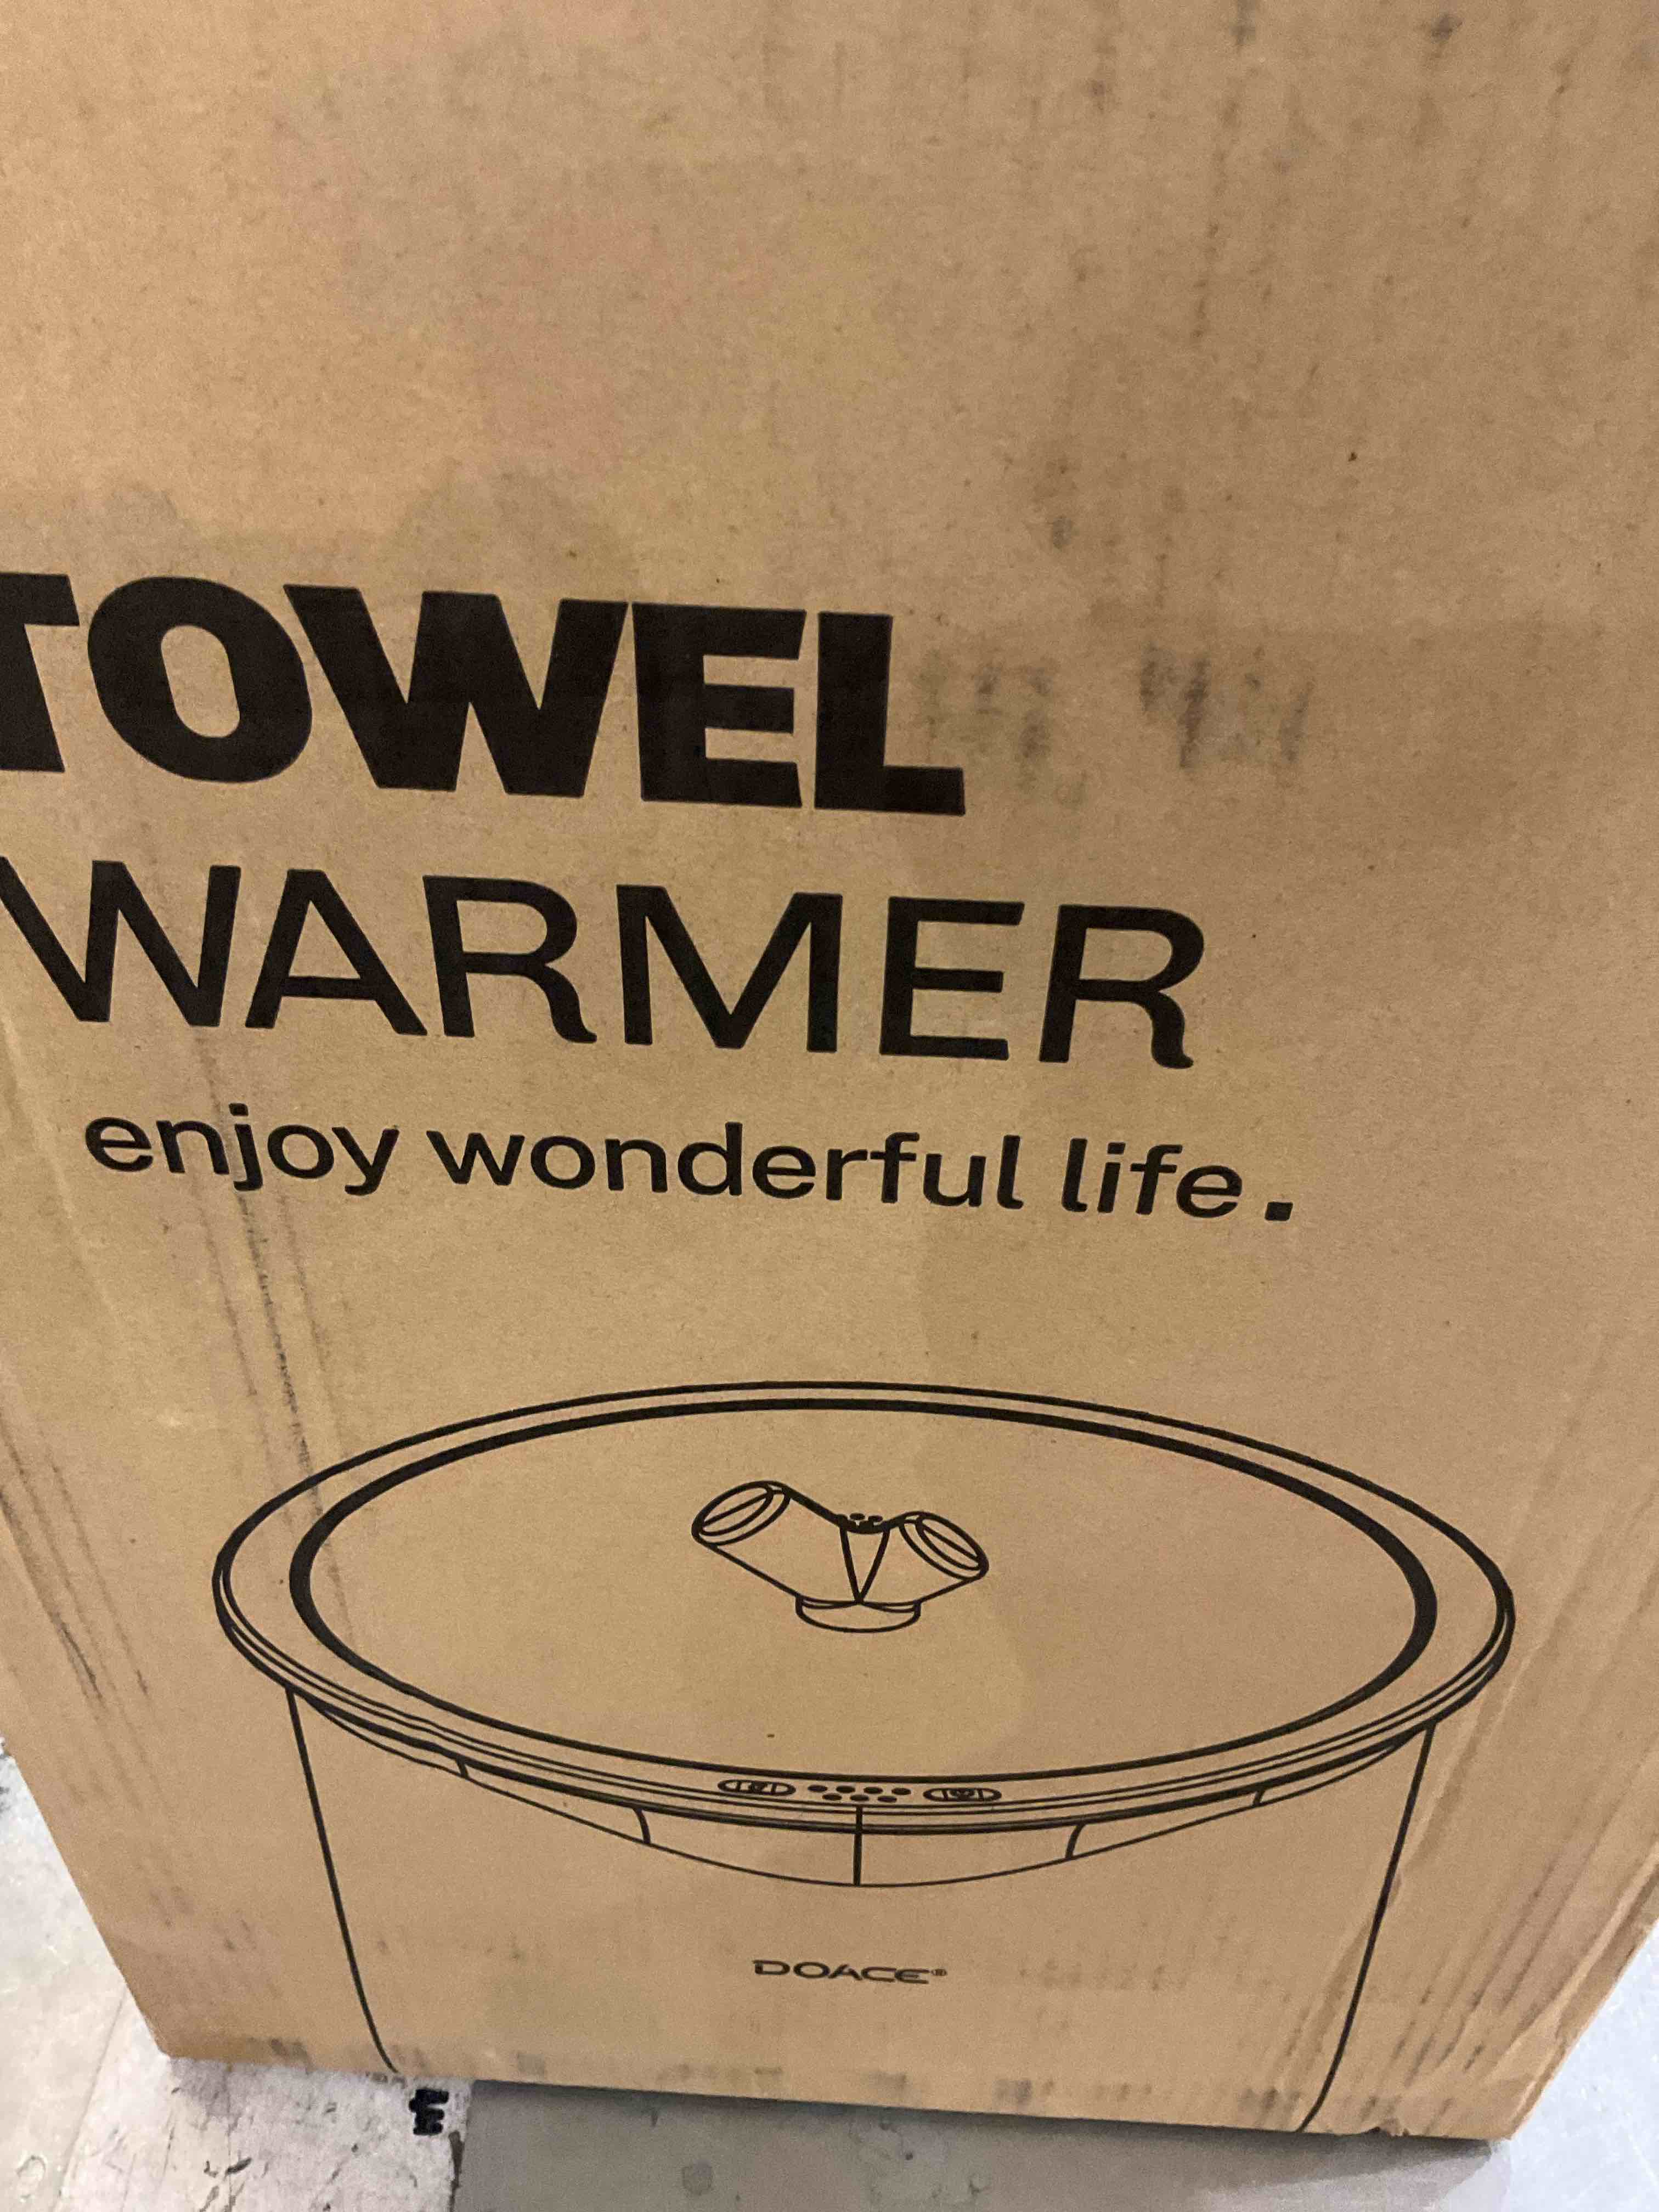 TOWEL
WARMER
enjoy wonderful life.
DOACE®